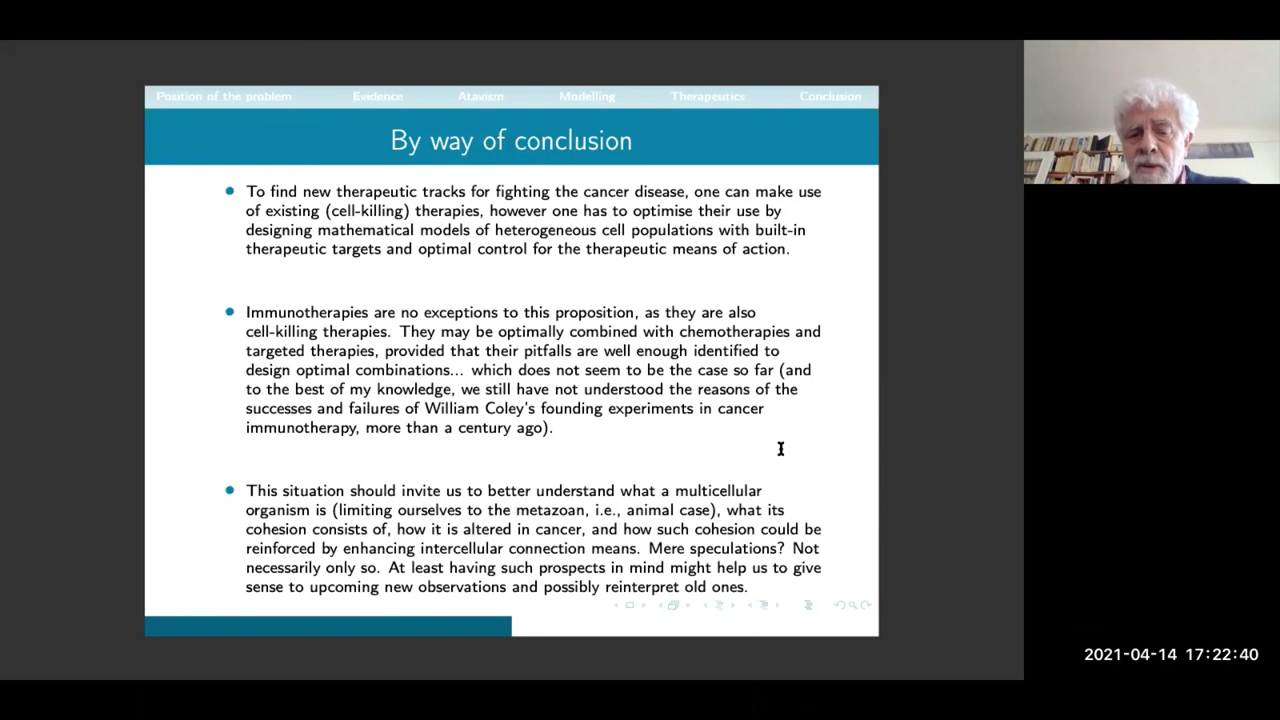 Position of the problem Evidence Atavism Modelling Therapeutics Conclusion
By way of conclusion
To find new therapeutic tracks for fighting the cancer disease, one can make use
of existing (cell-killing) therapies, however one has to optimise their use by
designing mathematical models of heterogeneous cell populations with built-in
therapeutic targets and optimal control for the therapeutic means of action.
Immunotherapies are no exceptions to this proposition, as they are also
cell-killing therapies. They may be optimally combined with chemotherapies and
targeted therapies, provided that their pitfalls are well enough identified to
design optimal combinations... which does not seem to be the case so far (and
to the best of my knowledge, we still have not understood the reasons of the
successes and failures of William Coley's founding experiments in cancer
immunotherapy, more than a century ago).
This situation should invite us to better understand what a multicellular
organism is (limiting ourselves to the metazoan, i.e., animal case), what its
cohesion consists of, how it is altered in cancer, and how such cohesion could be
reinforced by enhancing intercellular connection means. Mere speculations? Not
necessarily only so. At least having such prospects in mind might help us to give
sense to upcoming new observations and possibly reinterpret old ones.
2021-04-14 17:22:40